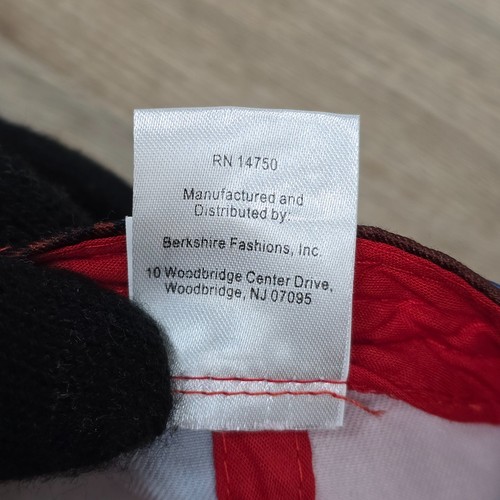 RN 14750
Manufactured and
Distributed by:
Berkshire Fashions, Inc.
10 Woodbridge Center Drive,
Woodbridge, NJ 07095